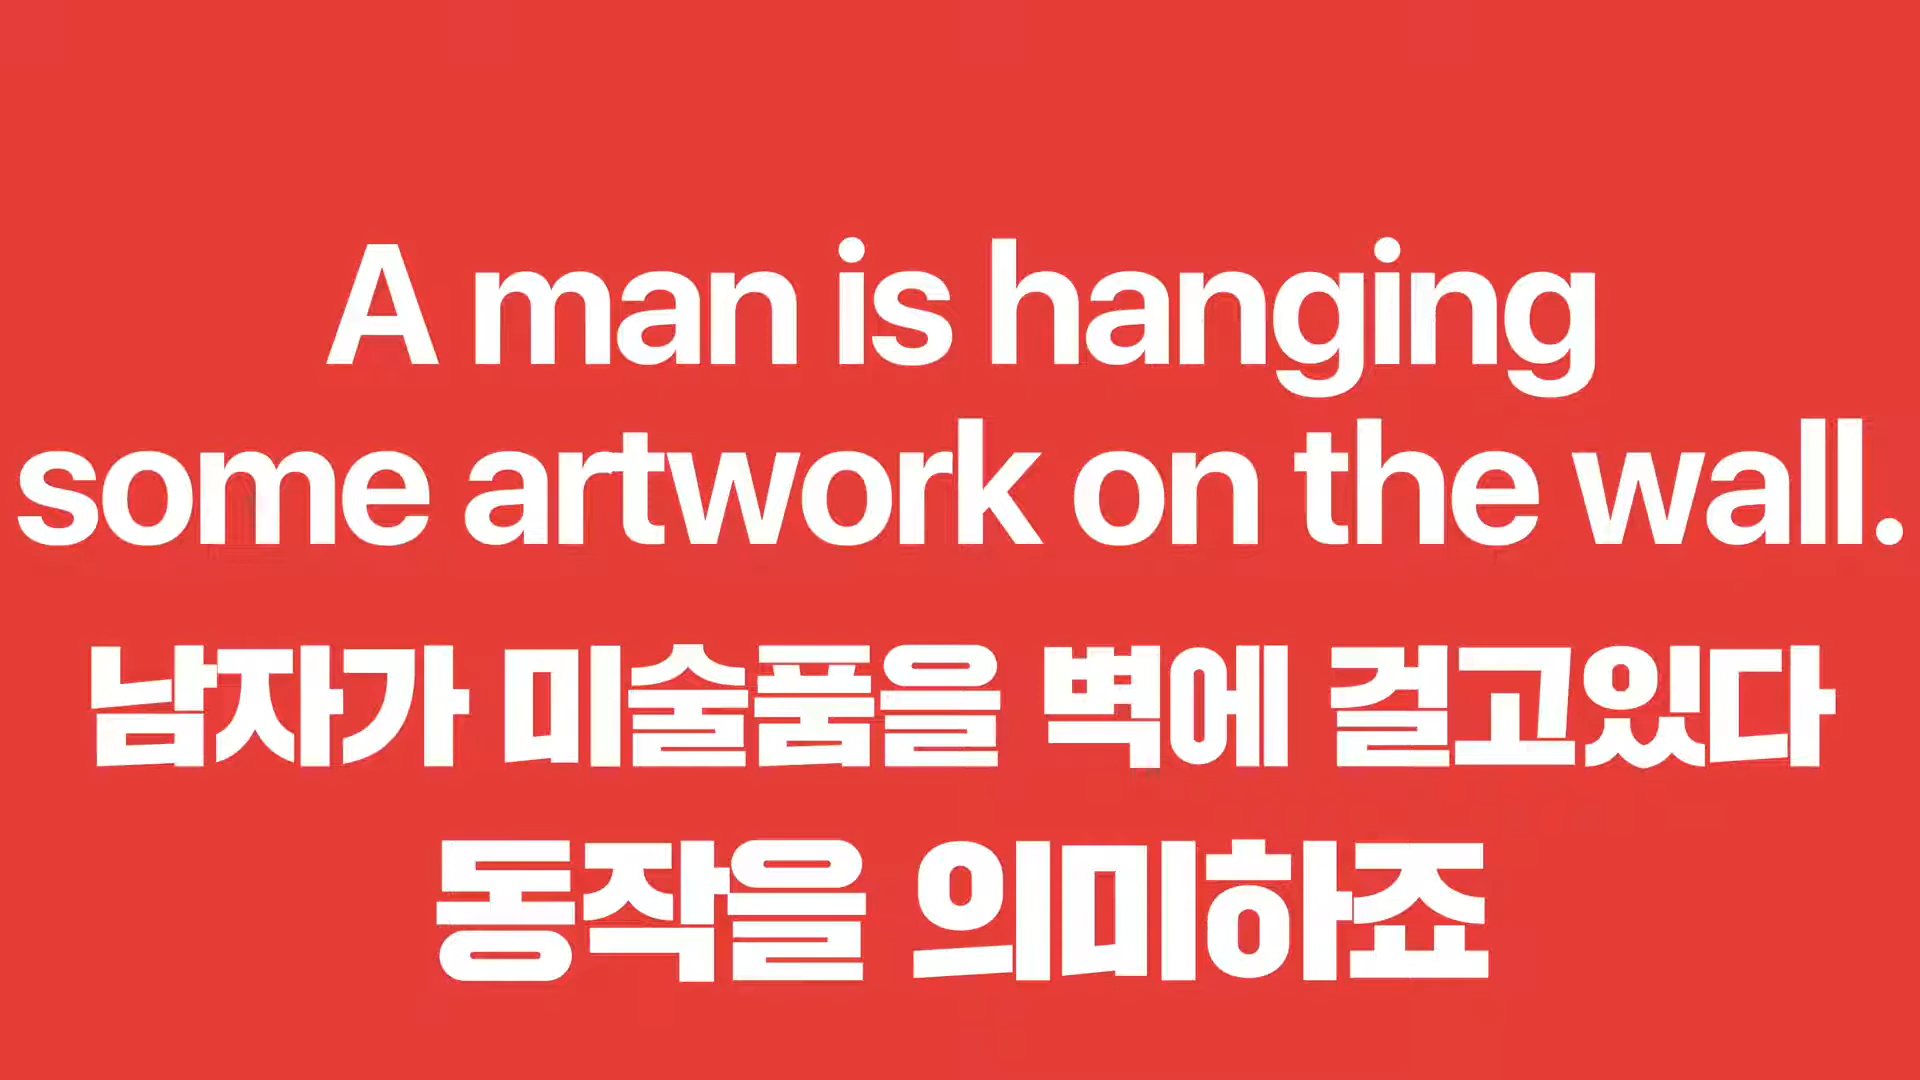 A man is hanging
some artwork on the wall.
남자가 미술품을 벽에 걸고있다
동작을 의미하죠